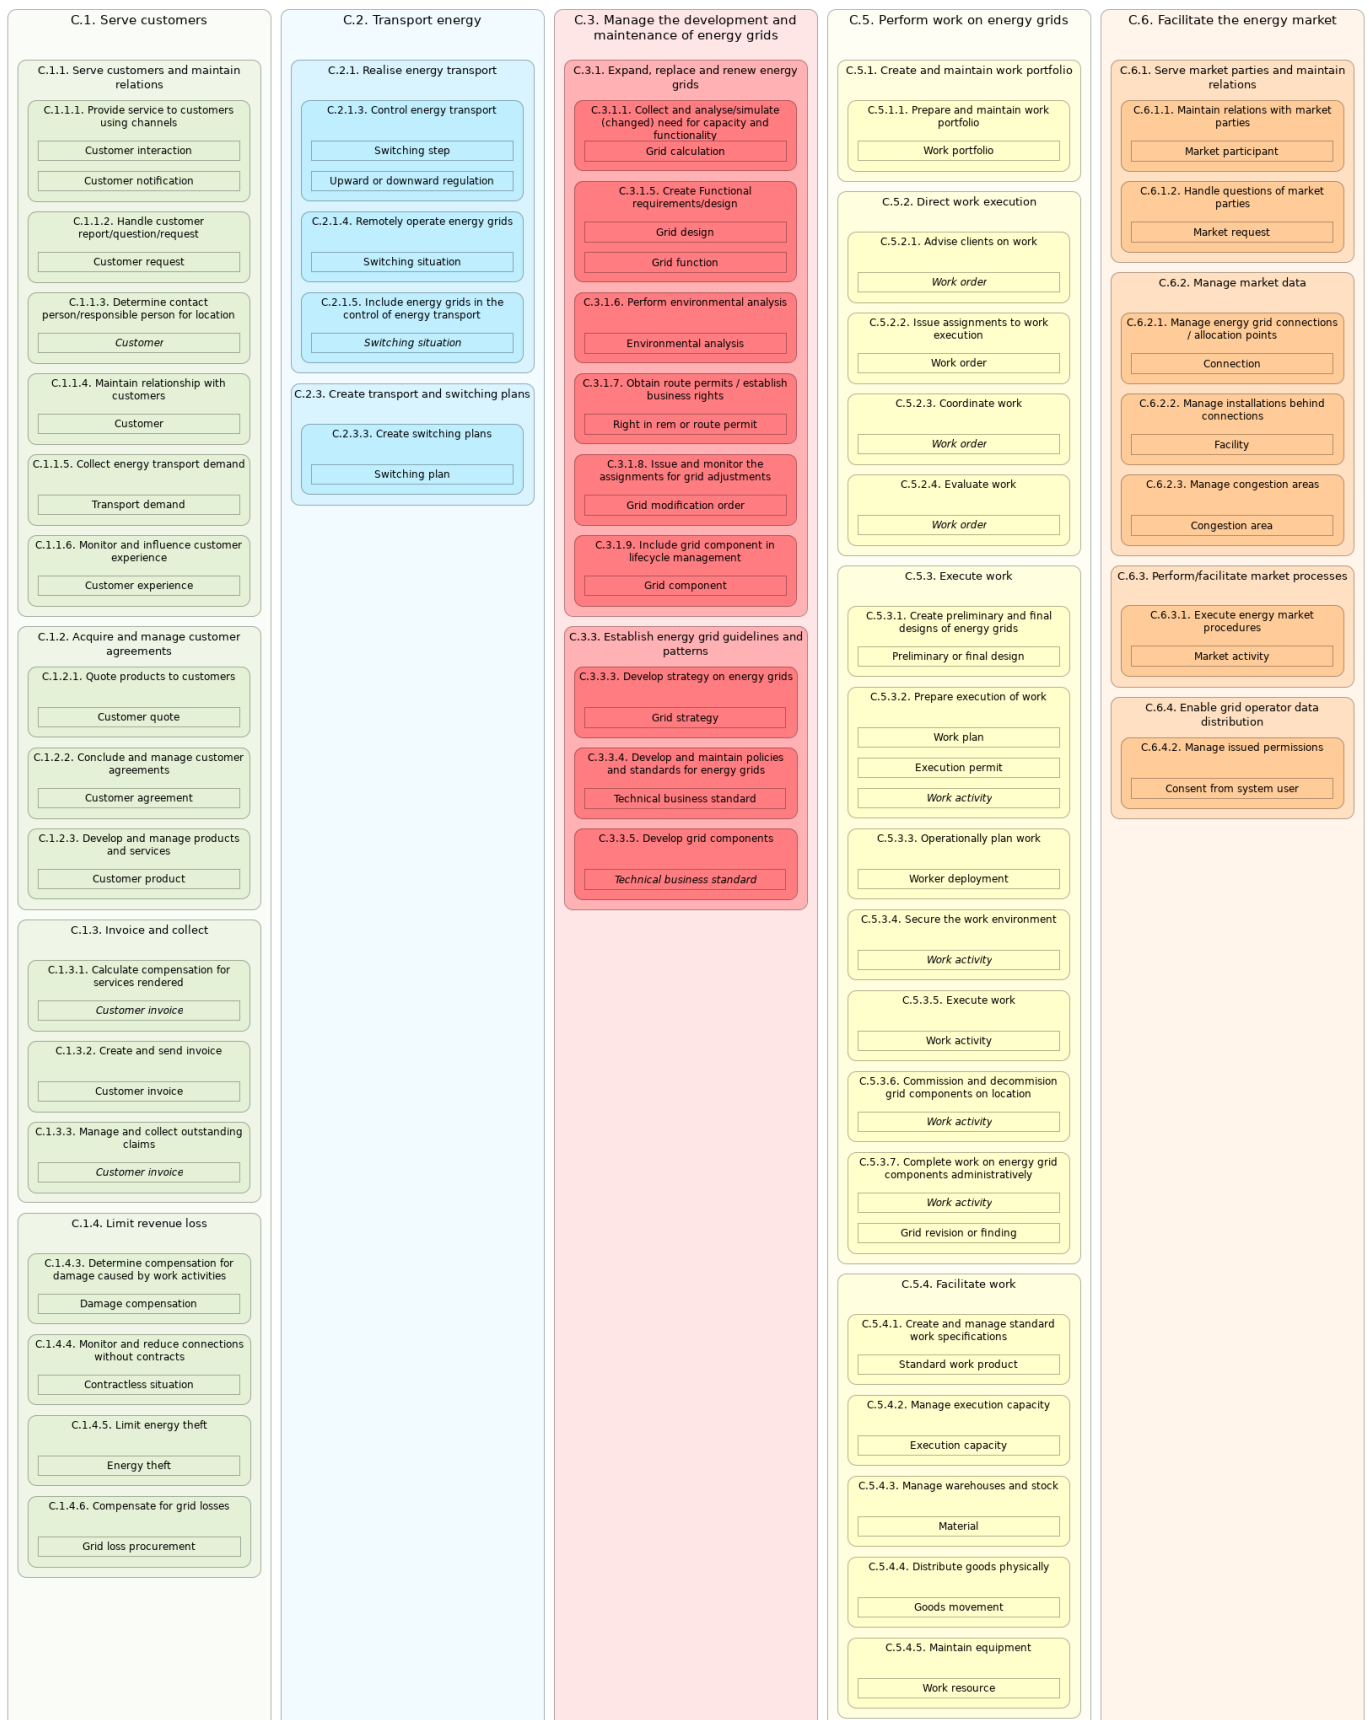 C.1. Serve customers
C.1.1. Serve customers and maintain
relations
C.1.1.1. Provide service to customers
using channels
Customer interaction
Customer notification
C.1.1.2. Handle customer
report/question/request
Customer request
C.1.1.3. Determine contact
person/responsible person for location
Customer
C.1.1.4. Maintain relationship with
customers
Customer
C.1.1.5. Collect energy transport demand
Transport demand
C.1.1.6. Monitor and influence customer
experience
Customer experience
C.1.2. Acquire and manage customer
agreements
C.1.2.1. Quote products to customers
Customer quote
C.1.2.2. Conclude and manage customer
agreements
Customer agreement
C.1.2.3. Develop and manage products
and services
Customer product
C.1.3. Invoice and collect
C.1.3.1. Calculate compensation for
services rendered
Customer invoice
C.1.3.2. Create and send invoice
Customer invoice
C.1.3.3. Manage and collect outstanding
claims
Customer invoice
C.1.4. Limit revenue loss
C.1.4.3. Determine compensation for
damage caused by work activities
Damage compensation
C.1.4.4. Monitor and reduce connections
without contracts
Contractless situation
C.1.4.5. Limit energy theft
Energy theft
C.1.4.6. Compensate for grid losses
Grid loss procurement
C.2. Transport energy
C.2.1. Realise energy transport
C.2.1.3. Control energy transport
Switching step
Upward or downward regulation
C.2.1.4. Remotely operate energy grids
Switching situation
C.2.1.5. Include energy grids in the
control of energy transport
Switching situation
C.2.3. Create transport and switching plans
C.2.3.3. Create switching plans
Switching plan
C.3. Manage the development and
maintenance of energy grids
C.3.1. Expand, replace and renew energy
grids
C.3.1.1. Collect and analyse/simulate
(changed) need for capacity and
functionality
Grid calculation
C.3.1.5. Create Functional
requirements/design
Grid design
Grid function
C.3.1.6. Perform environmental analysis
Environmental analysis
C.3.1.7. Obtain route permits / establish
business rights
Right in rem or route permit
C.3.1.8. Issue and monitor the
assignments for grid adjustments
Grid modification order
C.3.1.9. Include grid component in
lifecycle management
Grid component
C.3.3. Establish energy grid guidelines and
patterns
C.3.3.3. Develop strategy on energy grids
Grid strategy
C.3.3.4. Develop and maintain policies
and standards for energy grids
Technical business standard
C.3.3.5. Develop grid components
Technical business standard
C.5. Perform work on energy grids
C.5.1. Create and maintain work portfolio
C.5.1.1. Prepare and maintain work
portfolio
Work portfolio
C.5.2. Direct work execution
C.5.2.1. Advise clients on work
Work order
C.5.2.2. Issue assignments to work
execution
Work order
C.5.2.3. Coordinate work
Work order
C.5.2.4. Evaluate work
Work order
C.5.3. Execute work
C.5.3.1. Create preliminary and final
designs of energy grids
Preliminary or final design
C.5.3.2. Prepare execution of work
Work plan
Execution permit
Work activity
C.5.3.3. Operationally plan work
Worker deployment
C.5.3.4. Secure the work environment
Work activity
C.5.3.5. Execute work
Work activity
C.5.3.6. Commission and decommision
grid components on location
Work activity
C.5.3.7. Complete work on energy grid
components administratively
Work activity
Grid revision or finding
C.5.4. Facilitate work
C.5.4.1. Create and manage standard
work specifications
Standard work product
C.5.4.2. Manage execution capacity
Execution capacity
C.5.4.3. Manage warehouses and stock
Material
C.5.4.4. Distribute goods physically
Goods movement
C.5.4.5. Maintain equipment
Work resource
C.6. Facilitate the energy market
C.6.1. Serve market parties and maintain
relations
C.6.1.1. Maintain relations with market
parties
Market participant
C.6.1.2. Handle questions of market
parties
Market request
C.6.2. Manage market data
C.6.2.1. Manage energy grid connections
/ allocation points
Connection
C.6.2.2. Manage installations behind
connections
Facility
C.6.2.3. Manage congestion areas
Congestion area
C.6.3. Perform/facilitate market processes
C.6.3.1. Execute energy market
procedures
Market activity
C.6.4. Enable grid operator data
distribution
C.6.4.2. Manage issued permissions
Consent from system user